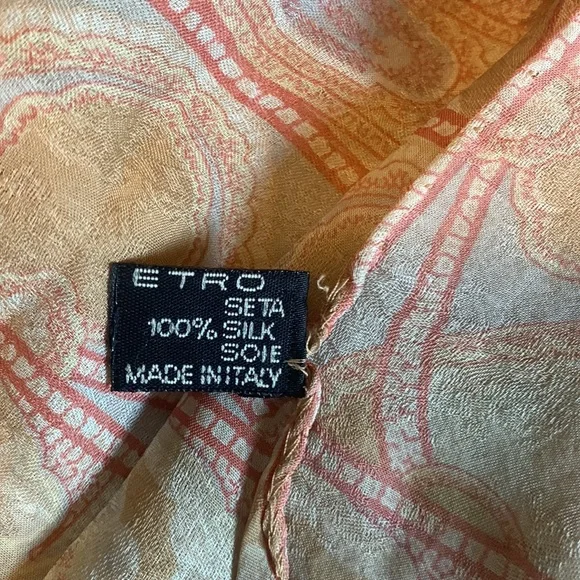 ETRO
SETA
100% SILK
SOIE
MADE IN ITALY